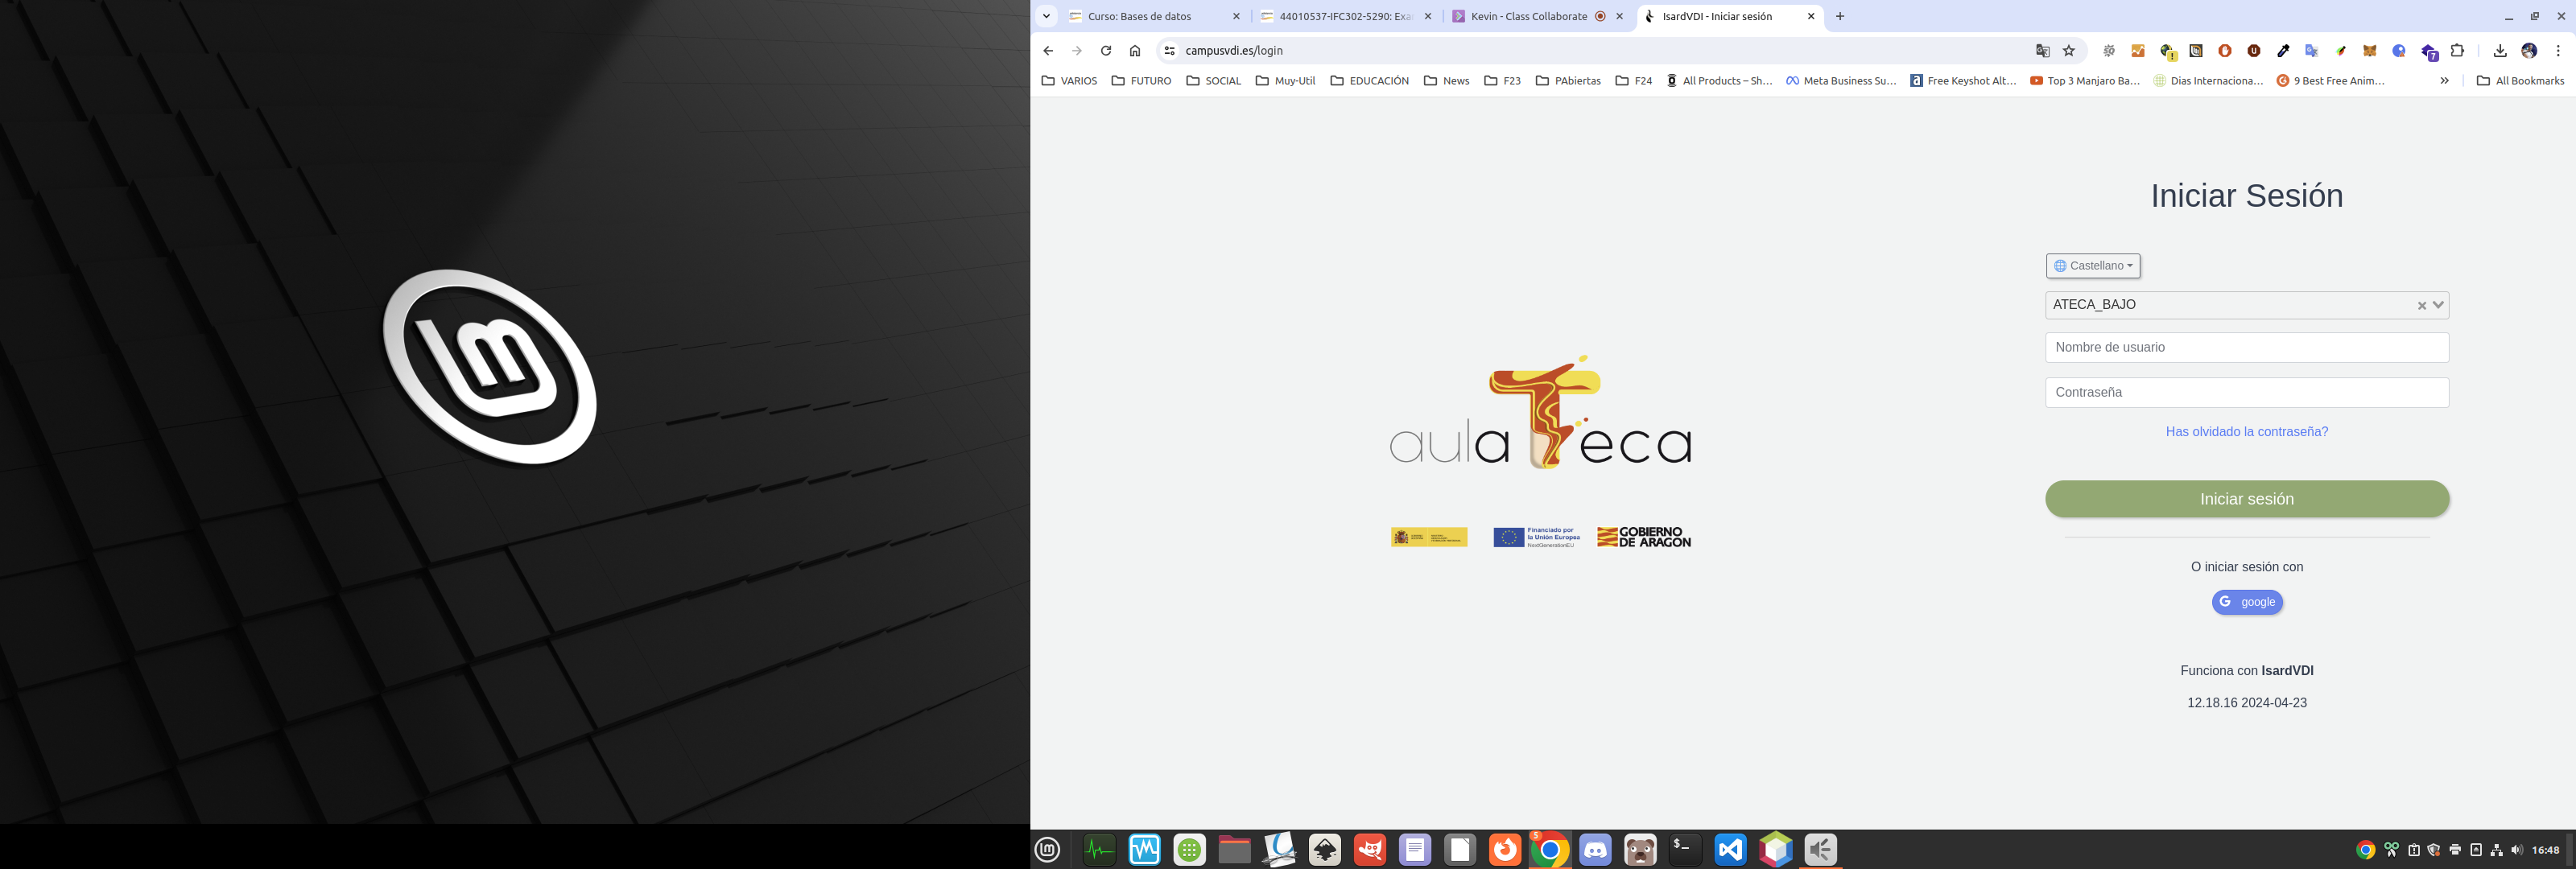 Curso: Bases de datos
44010537-IFC302-5290: Exa
Kevin - Class Collaborate
IsardVDI - Iniciar sesión
campusvdi.es/login
VARIOS
FUTURO
SOCIAL
Muy-Util
EDUCACIÓN
News
F23
PAbiertas
F24
All Products – Sh...
Meta Business Su...
Free Keyshot Alt...
Top 3 Manjaro Ba...
Dias Internaciona...
9 Best Free Anim...
All Bookmarks
Iniciar Sesión
Castellano
ATECA_BAJO
Nombre de usuario
Contraseña
Has olvidado la contraseña?
Iniciar sesión
O iniciar sesión con
google
Funciona con IsardVDI
12.18.16 2024-04-23
aulaTeca
Financiado por
la Unión Europea
NextGenerationEU
GOBIERNO
DE ARAGON
7
5
16:48